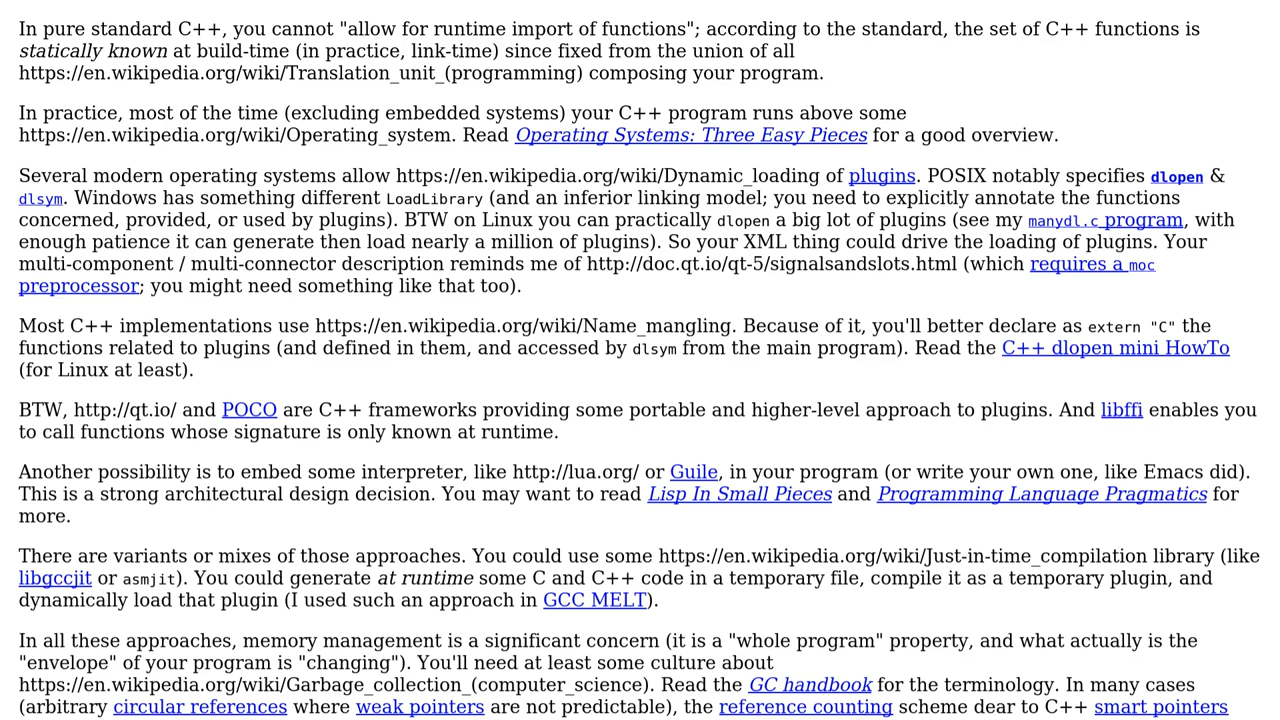 In pure standard C++, you cannot "allow for runtime import of functions"; according to the standard, the set of C++ functions is
statically known at build-time (in practice, link-time) since fixed from the union of all
https://en.wikipedia.org/wiki/Translation_unit_(programming) composing your program.
In practice, most of the time (excluding embedded systems) your C++ program runs above some
https://en.wikipedia.org/wiki/Operating_system. Read Operating Systems: Three Easy Pieces for a good overview.
Several modern operating systems allow https://en.wikipedia.org/wiki/Dynamic_loading of plugins. POSIX notably specifies dlopen &
dlsym. Windows has something different LoadLibrary (and an inferior linking model; you need to explicitly annotate the functions
concerned, provided, or used by plugins). BTW on Linux you can practically dlopen a big lot of plugins (see my manydl.c program, with
enough patience it can generate then load nearly a million of plugins). So your XML thing could drive the loading of plugins. Your
multi-component / multi-connector description reminds me of http://doc.qt.io/qt-5/signalsandslots.html (which requires a moc
preprocessor; you might need something like that too).
Most C++ implementations use https://en.wikipedia.org/wiki/Name_mangling. Because of it, you'll better declare as extern "C" the
functions related to plugins (and defined in them, and accessed by dlsym from the main program). Read the C++ dlopen mini HowTo
(for Linux at least).
BTW, http://qt.io/ and POCO are C++ frameworks providing some portable and higher-level approach to plugins. And libffi enables you
to call functions whose signature is only known at runtime.
Another possibility is to embed some interpreter, like http://lua.org/ or Guile, in your program (or write your own one, like Emacs did).
This is a strong architectural design decision. You may want to read Lisp In Small Pieces and Programming Language Pragmatics for
more.
There are variants or mixes of those approaches. You could use some https://en.wikipedia.org/wiki/Just-in-time_compilation library (like
libgccjit or asmjit). You could generate at runtime some C and C++ code in a temporary file, compile it as a temporary plugin, and
dynamically load that plugin (I used such an approach in GCC MELT).
In all these approaches, memory management is a significant concern (it is a "whole program" property, and what actually is the
"envelope" of your program is "changing"). You'll need at least some culture about
https://en.wikipedia.org/wiki/Garbage_collection_(computer_science). Read the GC handbook for the terminology. In many cases
(arbitrary circular references where weak pointers are not predictable), the reference counting scheme dear to C++ smart pointers